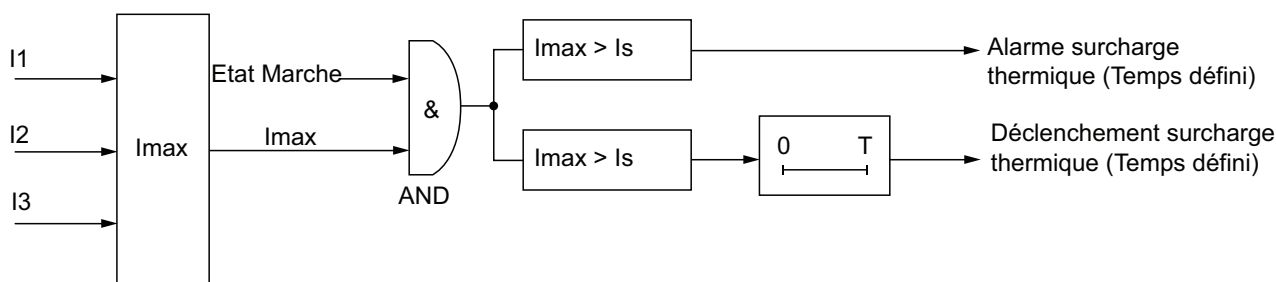 I1
I2
I3
Imax
Etat Marche
Imax
&
AND
Imax > Is
Imax > Is
0 T
Alarme surcharge
thermique (Temps défini)
Déclenchement surcharge
thermique (Temps défini)